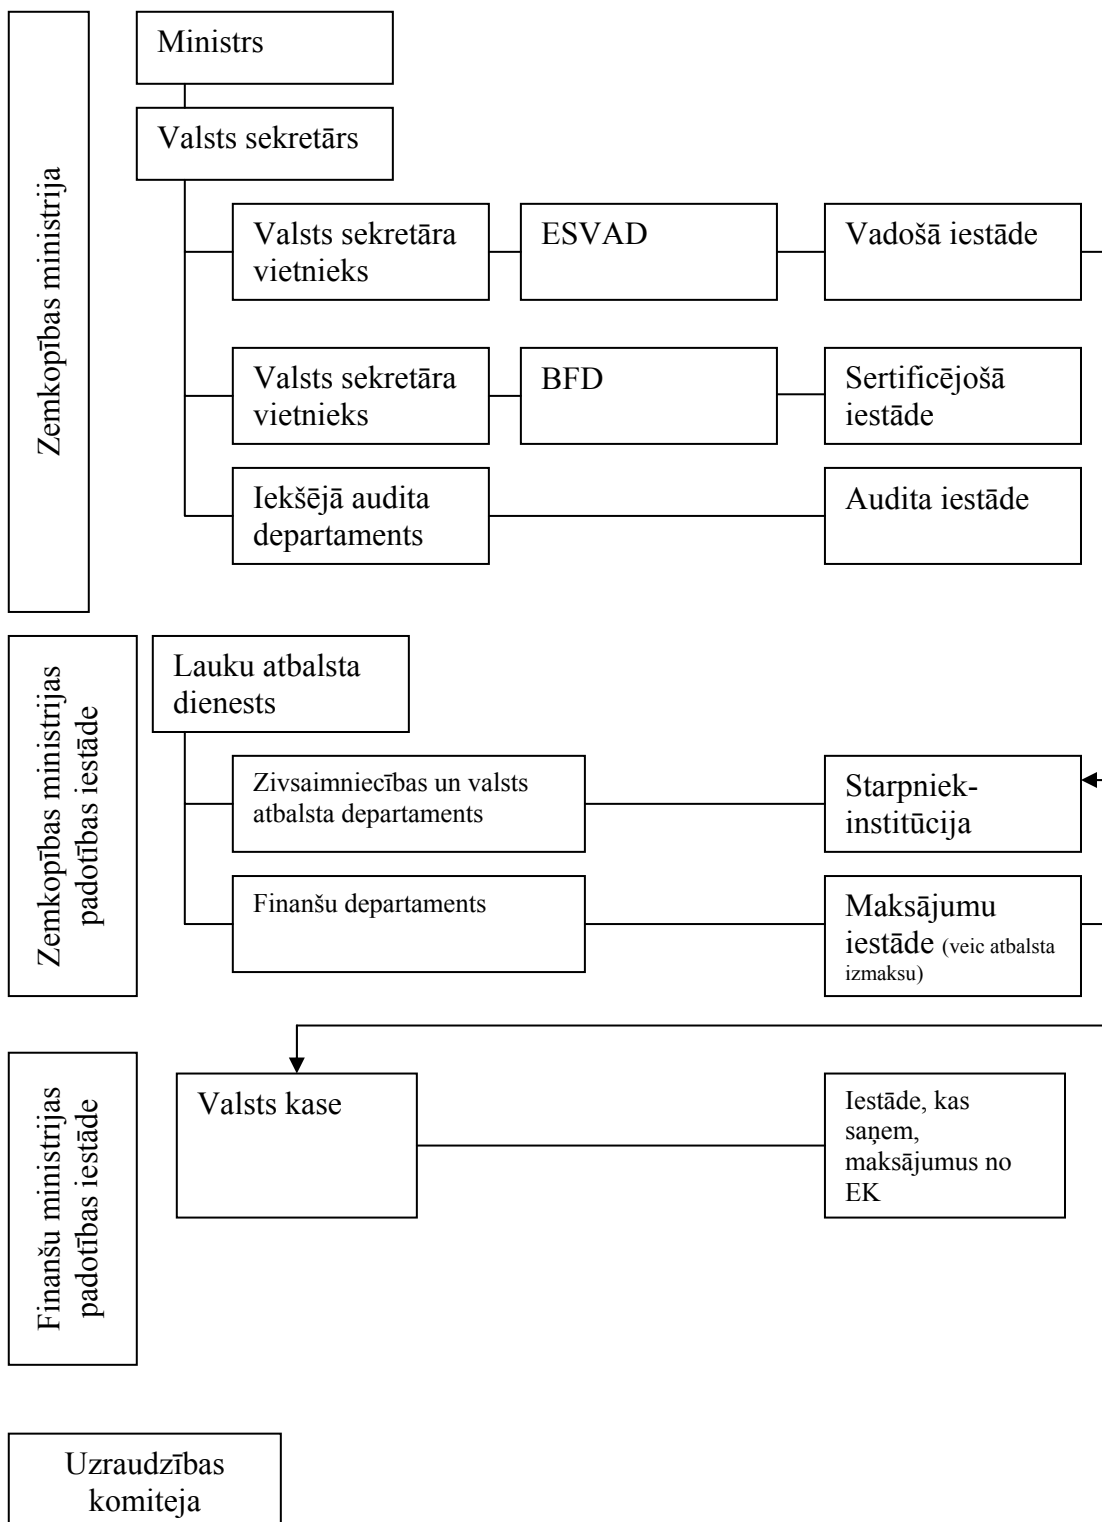 Zemkopības ministrija
Ministrs
Valsts sekretārs
Valsts sekretāra
vietnieks
ESVAD
Vadošā iestāde
Valsts sekretāra
vietnieks
BFD
Sertificējošā
iestāde
Iekšējā audita
departaments
Audita iestāde
Zemkopības ministrijas
padotības iestāde
Lauku atbalsta
dienests
Zivsaimniecības un valsts
atbalsta departaments
Starpniek-
institūcija
Finanšu departaments
Maksājumu
iestāde (veic atbalsta
izmaksu)
Finanšu ministrijas
padotības iestāde
Valsts kase
Iestāde, kas
saņem,
maksājumus no
EK
Uzraudzības
komiteja